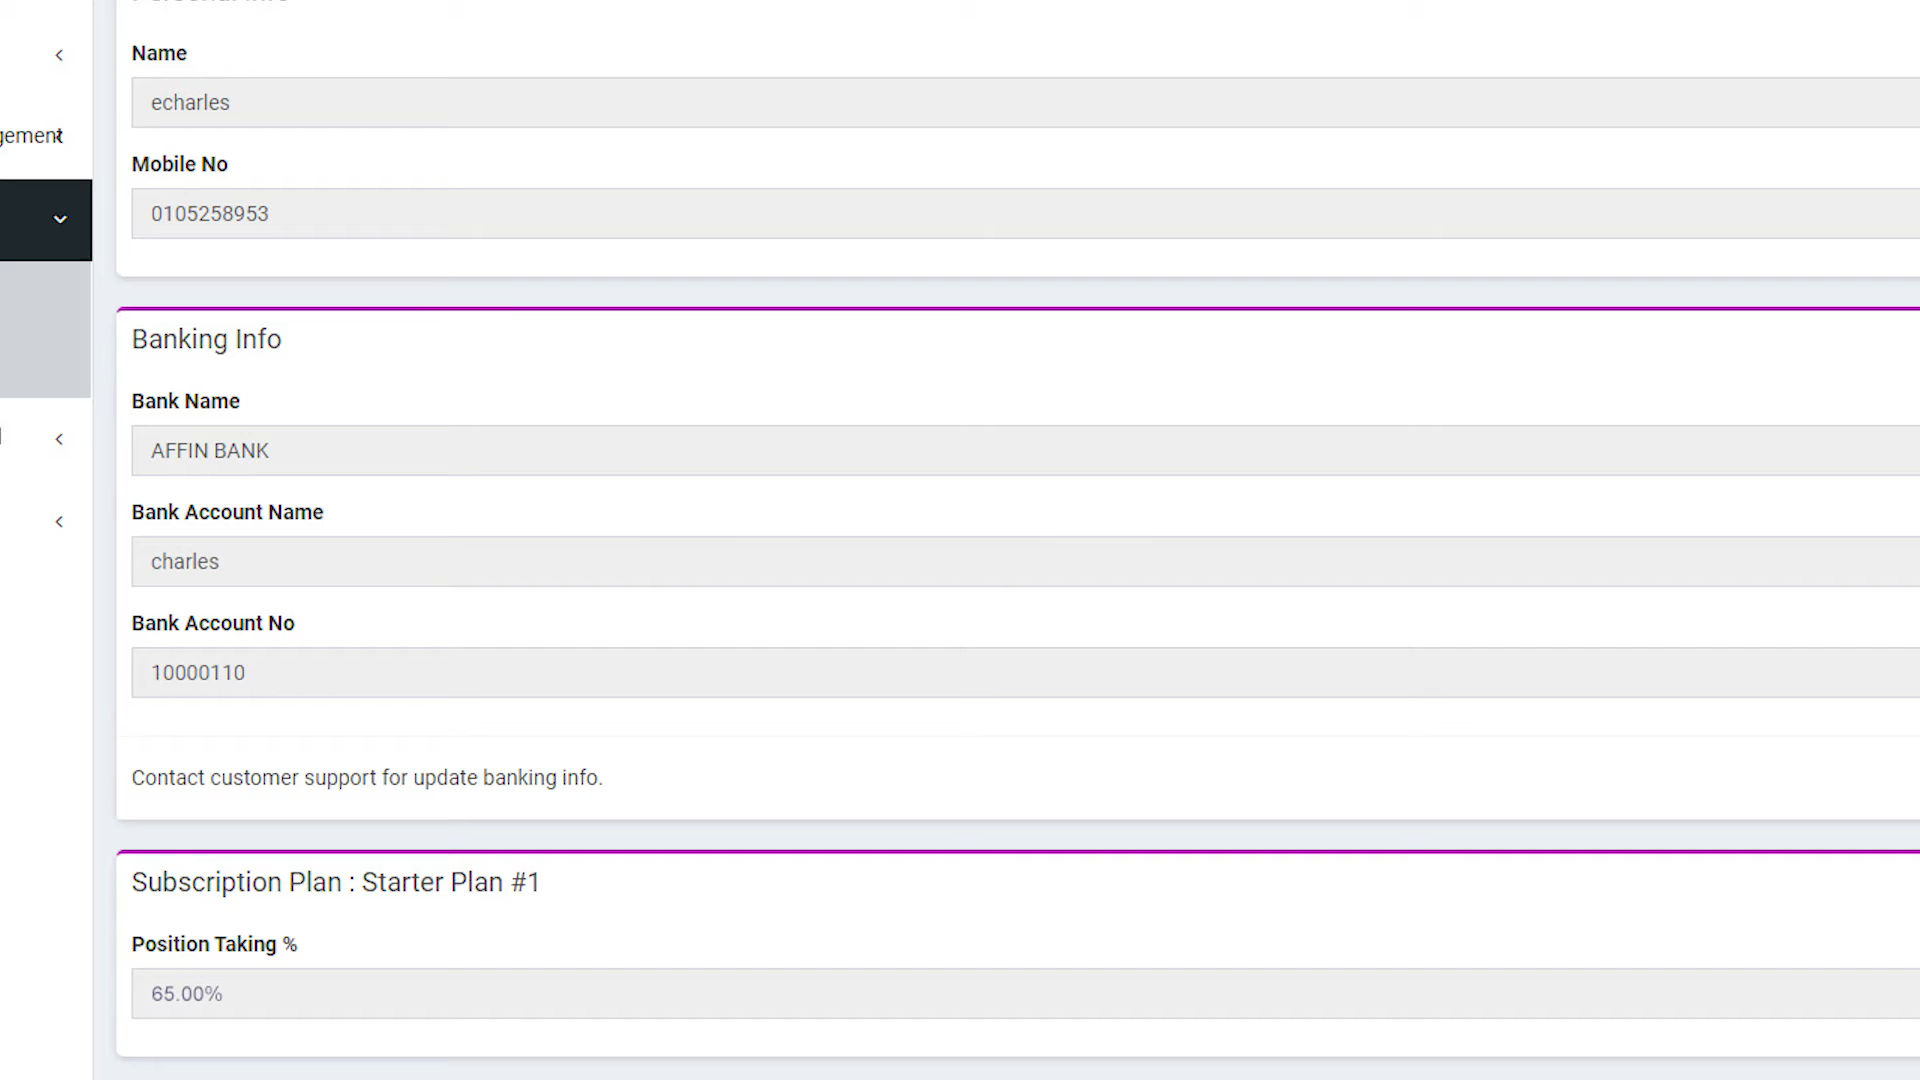 Name
echarles
Mobile No
0105258953
Banking Info
Bank Name
AFFIN BANK
Bank Account Name
charles
Bank Account No
10000110
Contact customer support for update banking info.
Subscription Plan : Starter Plan #1
Position Taking %
65.00%